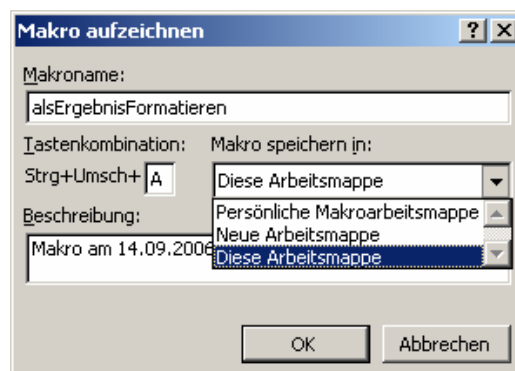 Makro aufzeichnen
Makroname:
alsErgebnisFormatieren
Tastenkombination: Makro speichern in:
Strg+Umsch+ A Diese Arbeitsmappe
Beschreibung: Persönliche Makroarbeitsmappe
Neue Arbeitsmappe
Makro am 14.09.2006 Diese Arbeitsmappe
OK Abbrechen